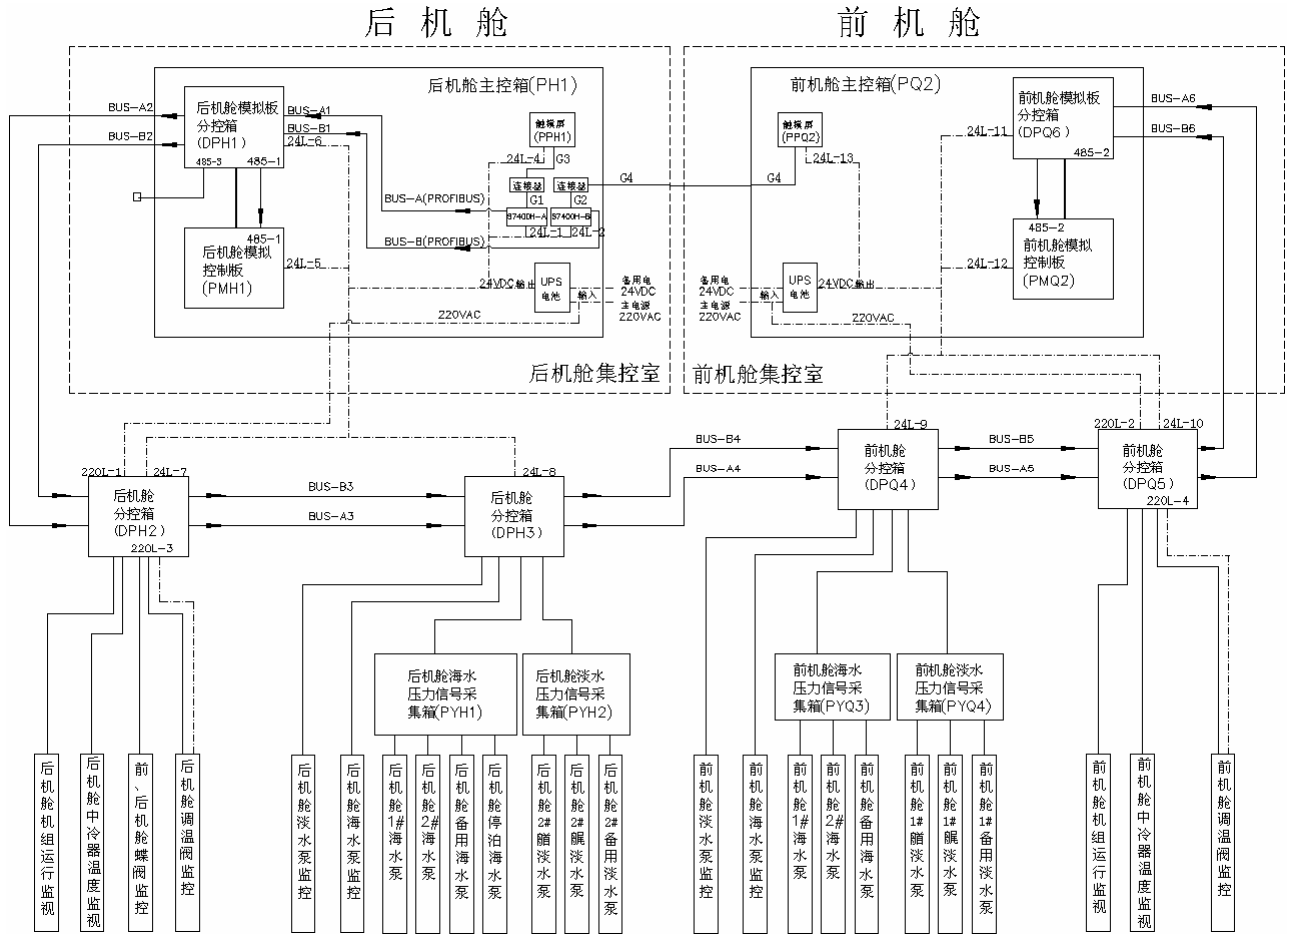 后机舱
前机舱
后机舱主控箱(PH1)
前机舱主控箱(PQ2)
BUS-A2
BUS-B2
后机舱模拟板
分控箱
(DPH1)
485-3
485-1
BUS-A1
BUS-B1
24L-6
485-1
后机舱模拟
控制板
(PMH1)
24L-5
触摸屏
(PPH1)
24L-4
G3
连接器
连接器
G1
G2
S7400H-A
S7400H-B
24L-1
24L-2
BUS-A(PROFIBUS)
BUS-B(PROFIBUS)
24VDC输出
UPS
电池
输入
备用电
24VDC
主电源
220VAC
220VAC
后机舱集控室
G4
G4
触摸屏
(PPQ2)
24L-13
24L-11
前机舱模拟板
分控箱
(DPQ6)
485-2
BUS-A6
BUS-B6
485-2
前机舱模拟
控制板
(PMQ2)
24L-12
备用电
24VDC
主电源
220VAC
输入
UPS
电池
24VDC输出
220VAC
前机舱集控室
220L-1
24L-7
后机舱
分控箱
(DPH2)
220L-3
BUS-B3
BUS-A3
24L-8
后机舱
分控箱
(DPH3)
BUS-B4
BUS-A4
24L-9
前机舱
分控箱
(DPQ4)
BUS-B5
BUS-A5
220L-2
24L-10
前机舱
分控箱
(DPQ5)
220L-4
后机舱海水
压力信号采
集箱(PYH1)
后机舱淡水
压力信号采
集箱(PYH2)
前机舱海水
压力信号采
集箱(PYQ3)
前机舱淡水
压力信号采
集箱(PYQ4)
后机舱机组运行监视
后机舱中冷器温度监视
前、后机舱蝶阀监控
后机舱调温阀监控
后机舱淡水泵监控
后机舱海水泵监控
后机舱1#海水泵
后机舱2#海水泵
后机舱备用海水泵
后机舱停泊海水泵
后机舱2#艏淡水泵
后机舱2#艉淡水泵
后机舱2#备用淡水泵
前机舱淡水泵监控
前机舱海水泵监控
前机舱1#海水泵
前机舱2#海水泵
前机舱备用海水泵
前机舱1#艏淡水泵
前机舱1#艉淡水泵
前机舱1#备用淡水泵
前机舱机组运行监视
前机舱中冷器温度监视
前机舱调温阀监控